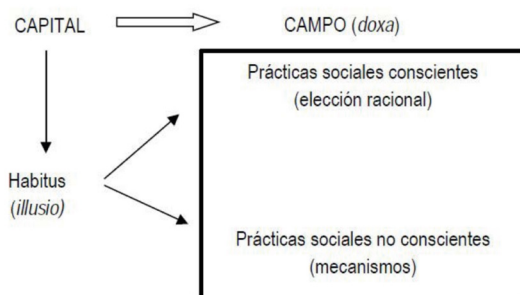 CAPITAL
CAMPO (doxa)
Prácticas sociales conscientes
(elección racional)
Habitus
(illusio)
Prácticas sociales no conscientes
(mecanismos)